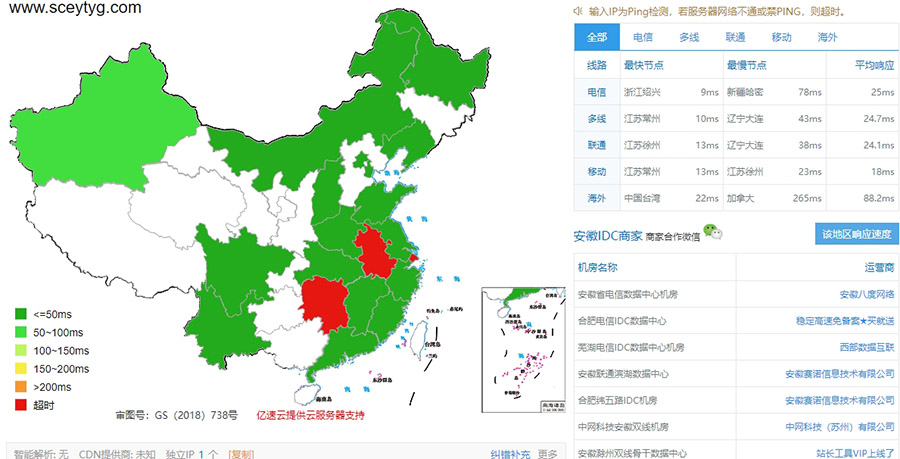 www.sceytyg.com
<=50ms
50~100ms
100~150ms
150~200ms
>200ms
超时
审图号：GS（2018）738号
亿速云提供云服务器支持
台湾岛
东沙群岛
海南岛
南海诸岛
智能解析: 无 CDN提供商: 未知 独立IP 1 个 [复制] 纠错补充 更多
输入IP为Ping检测，若服务器网络不通或禁PING，则超时。
全部 电信 多线 联通 移动 海外
线路 最快节点 最慢节点 平均响应
电信 浙江绍兴 9ms 新疆哈密 78ms 25ms
多线 江苏常州 10ms 辽宁大连 43ms 24.7ms
联通 江苏徐州 13ms 辽宁大连 38ms 24.1ms
移动 江苏常州 13ms 江苏徐州 23ms 18ms
海外 中国台湾 22ms 加拿大 265ms 88.2ms
安徽IDC商家 商家合作微信 该地区响应速度
机房名称 运营商
安徽省电信数据中心机房 安徽八度网络
合肥电信IDC数据中心 稳定高速免备案★买就送
芜湖电信IDC数据中心机房 西部数据互联
安徽联通滨湖数据中心 安徽赛诺信息技术有限公司
合肥纬五路IDC机房 安徽赛诺信息技术有限公司
中网科技安徽双线机房 中网科技（苏州）有限公司
安徽滁州双线骨干数据中心 站长工具VIP上线了